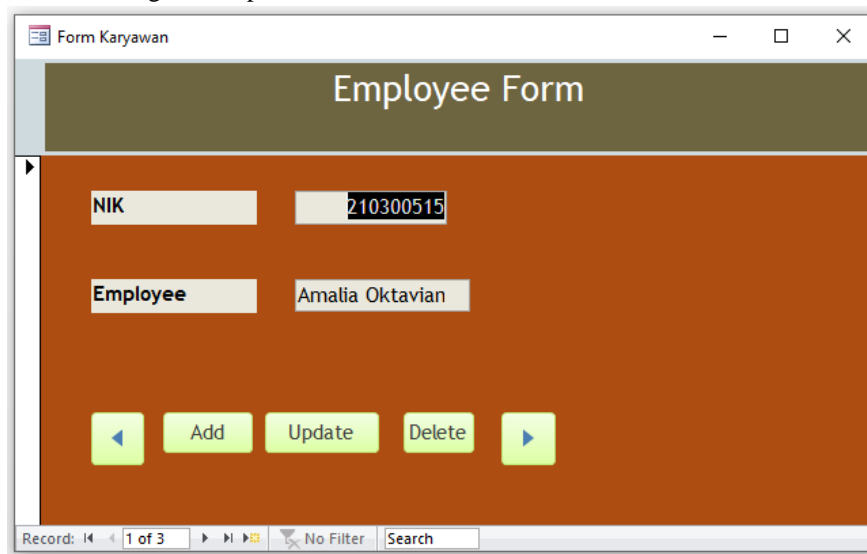 Form Karyawan
Employee Form
NIK 210300515
Employee Amalia Oktavian
Add Update Delete
Record: 1 of 3 No Filter Search